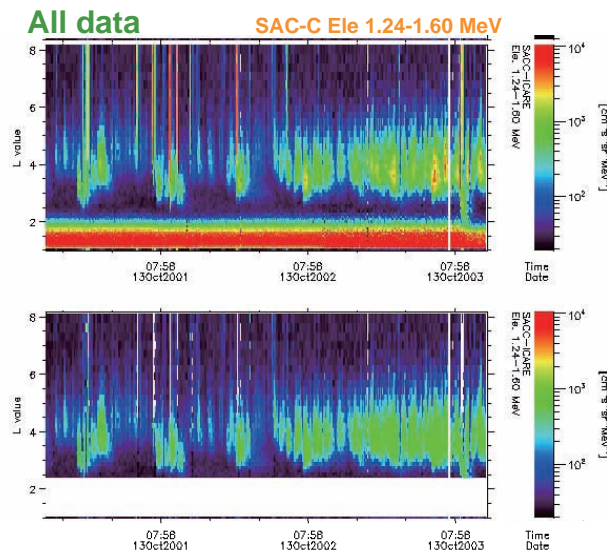 All data
SAC-C Ele 1.24-1.60 MeV
8
6
4
2
L value
07:58
13Oct2001
07:58
13Oct2002
07:58
13Oct2003
Time
Date
SACC-ICARE
Ele. 1.24-1.60 MeV
10⁴
10³
10²
8
6
4
2
L value
07:58
13Oct2001
07:58
13Oct2002
07:58
13Oct2003
Time
Date
SACC-ICARE
Ele. 1.24-1.60 MeV
10⁴
10³
10²